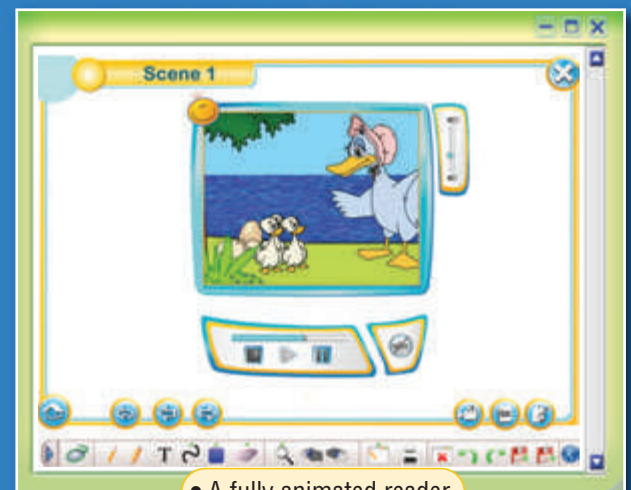 Scene 1
T
• A fully animated reader